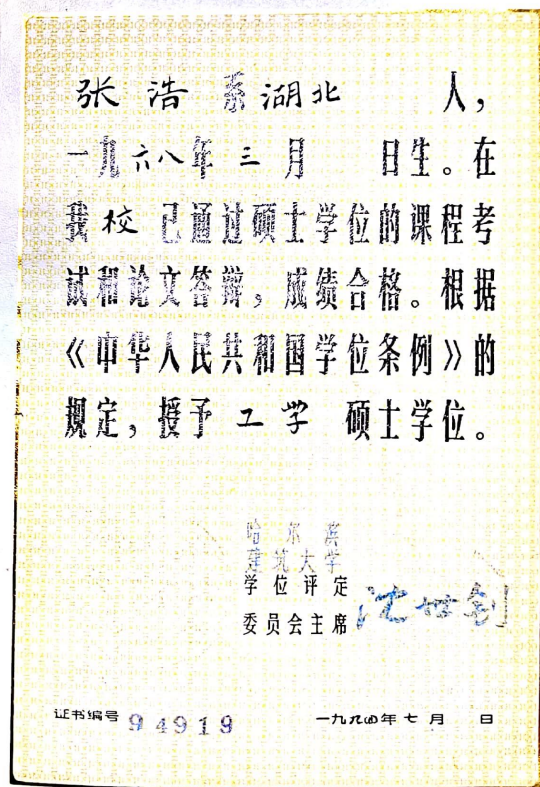 张 浩 系湖北 人，
一九六八年三月 日生。在
我校已通过硕士学位的课程考
试和论文答辩，成绩合格。根据
《中华人民共和国学位条例》的
规定，授予 工学 硕士学位。
哈尔滨
建筑大学
学位评定
委员会主席 沈世钊
证书编号 94919 一九九四年七月 日